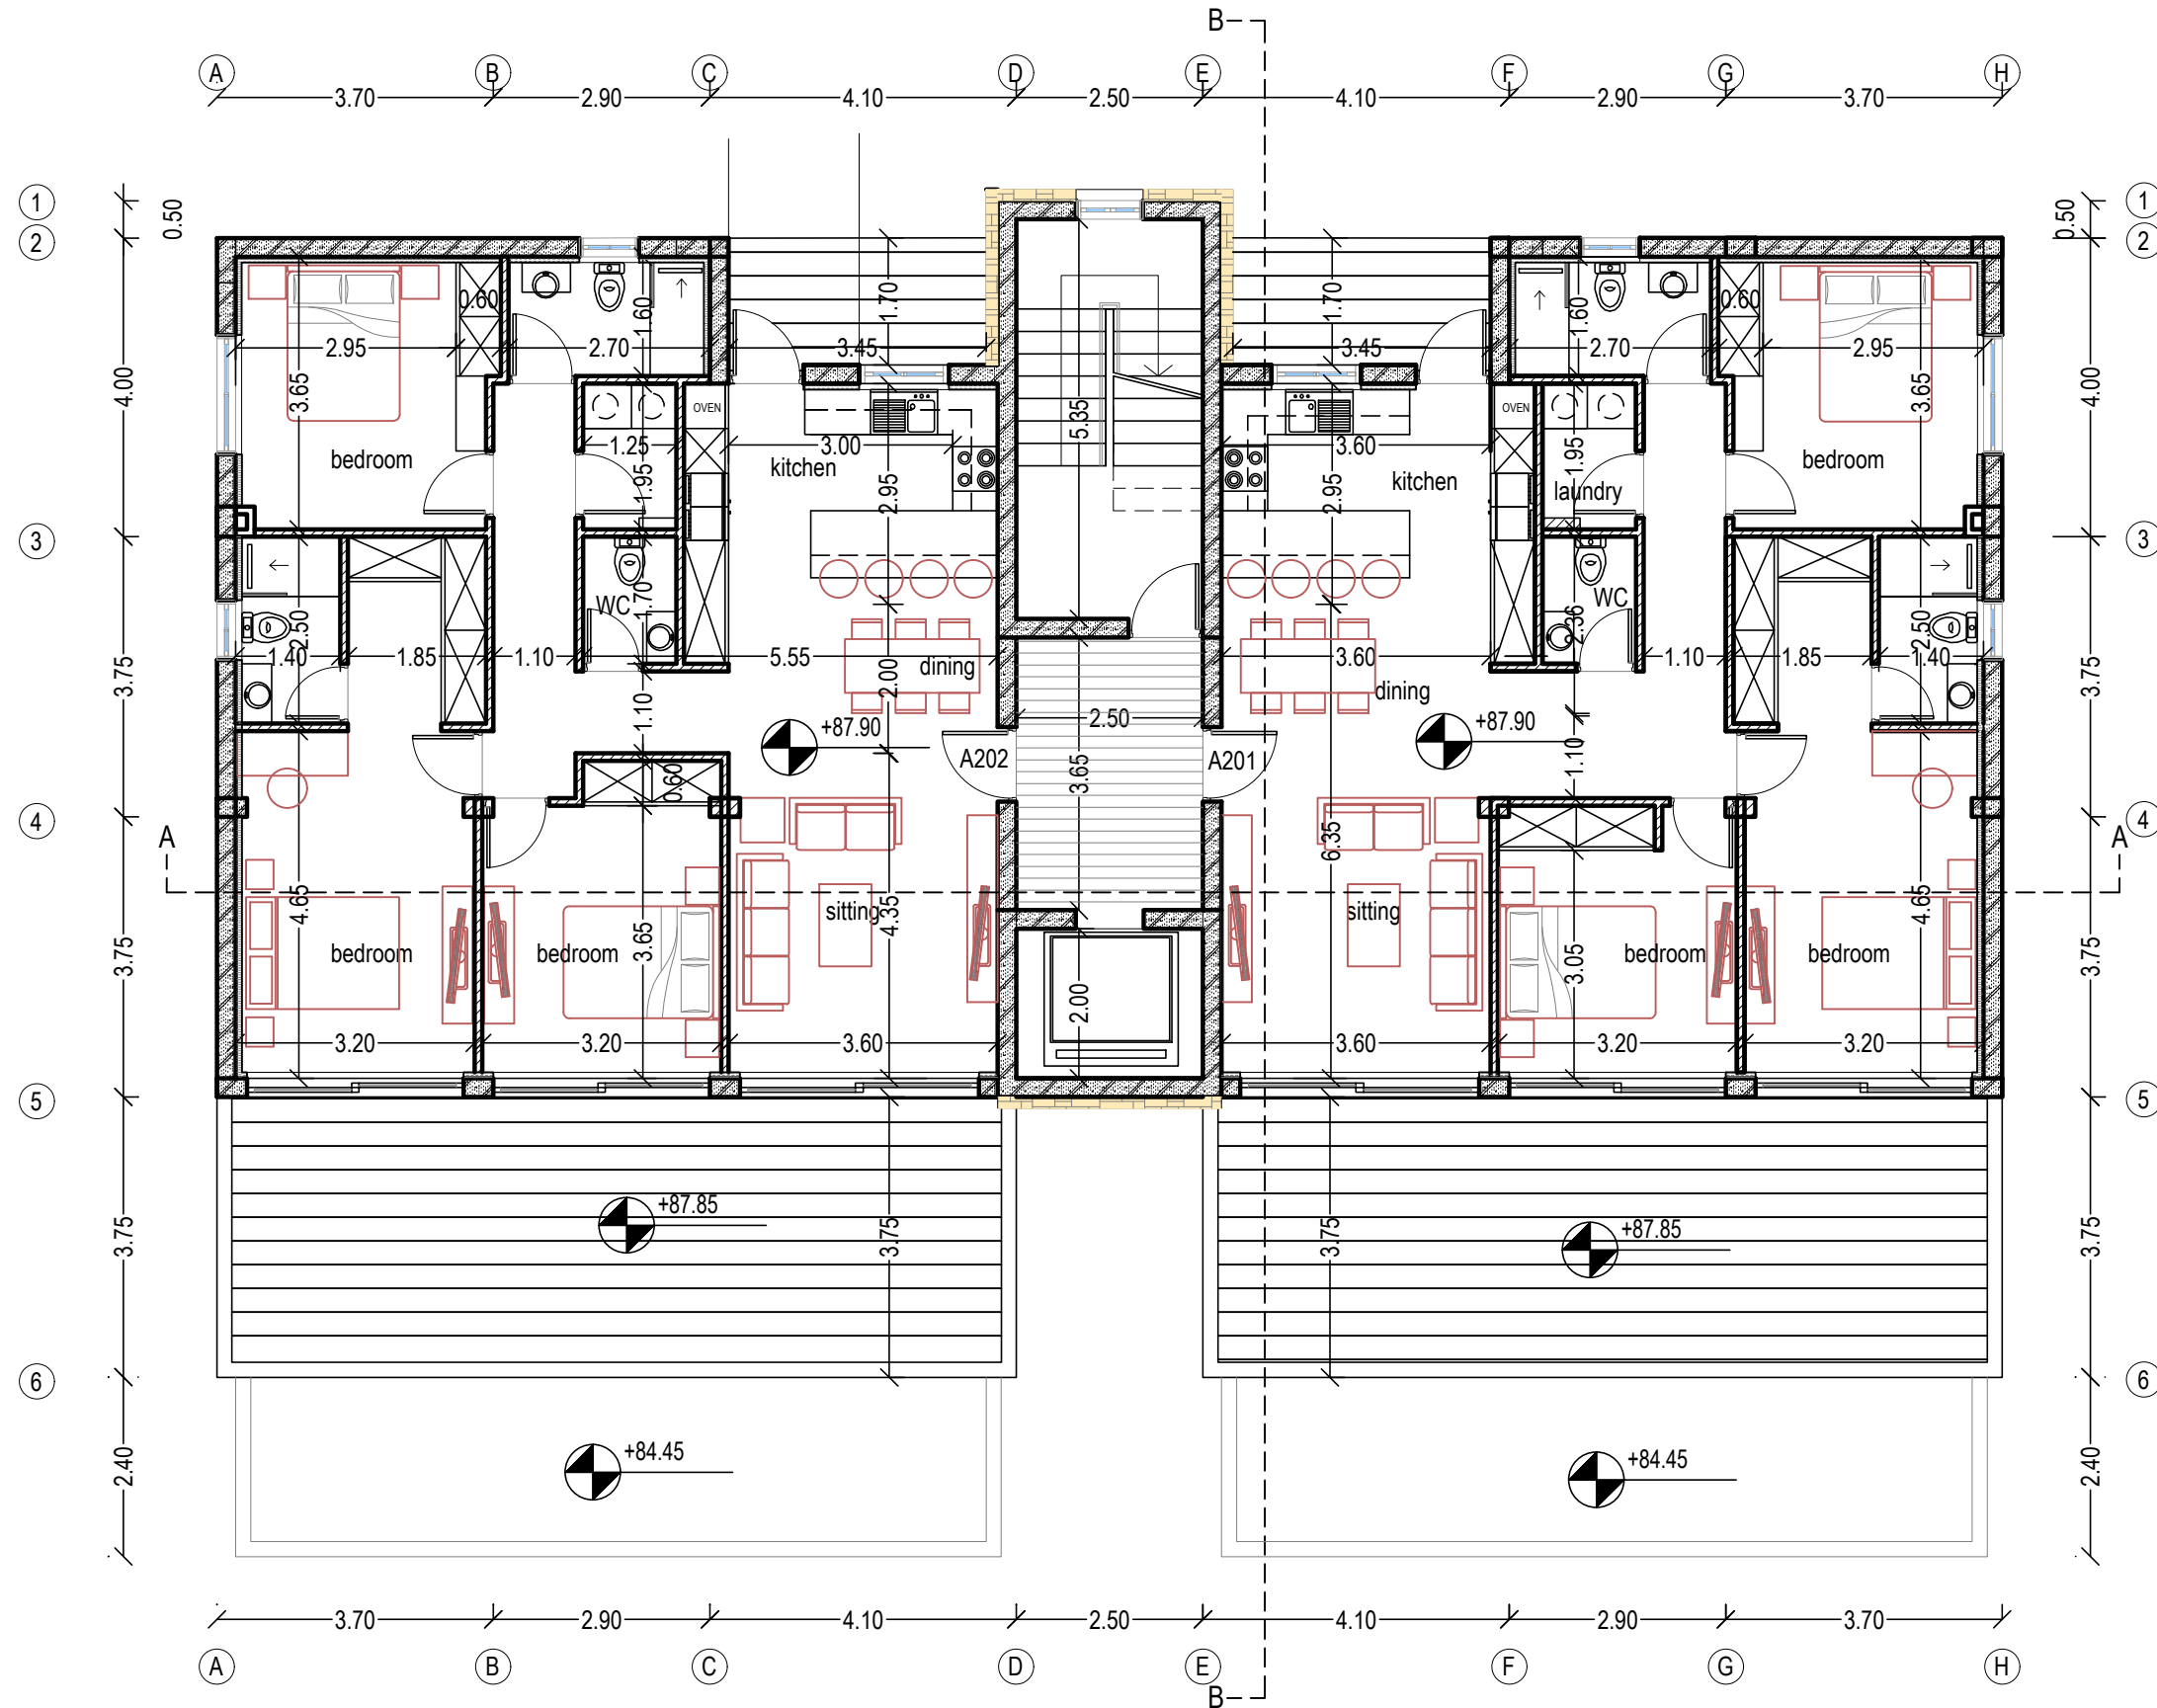 B
A B C D E F G H
3.70 2.90 4.10 2.50 4.10 2.90 3.70
1 0.50 0.50 1
2 2
1.70 1.70
0.60 1.60 1.60 0.60
2.95 2.70 3.45 3.45 2.70 2.95
4.00 3.65 5.35 3.65 4.00
OVEN OVEN
1.25 3.00 3.60
bedroom kitchen kitchen bedroom
1.95 2.95 2.95 1.95 laundry
3 3
WC 1.70 2.36 WC
2.50 2.50
1.40 1.85 1.10 5.55 3.60 1.10 1.85 1.40
3.75 dining 2.00 dining 3.75
1.10 2.50
+87.90 +87.90
A202 A201
0.60 3.65 1.10
4 4
A A
6.35
4.65 3.65 sitting 4.35 sitting 3.05 4.65
bedroom bedroom bedroom bedroom
3.75 2.00 3.75
3.20 3.20 3.60 3.60 3.20 3.20
5 5
+87.85 +87.85
3.75 3.75 3.75 3.75
6 6
+84.45 +84.45
2.40 2.40
3.70 2.90 4.10 2.50 4.10 2.90 3.70
A B C D E F G H
B